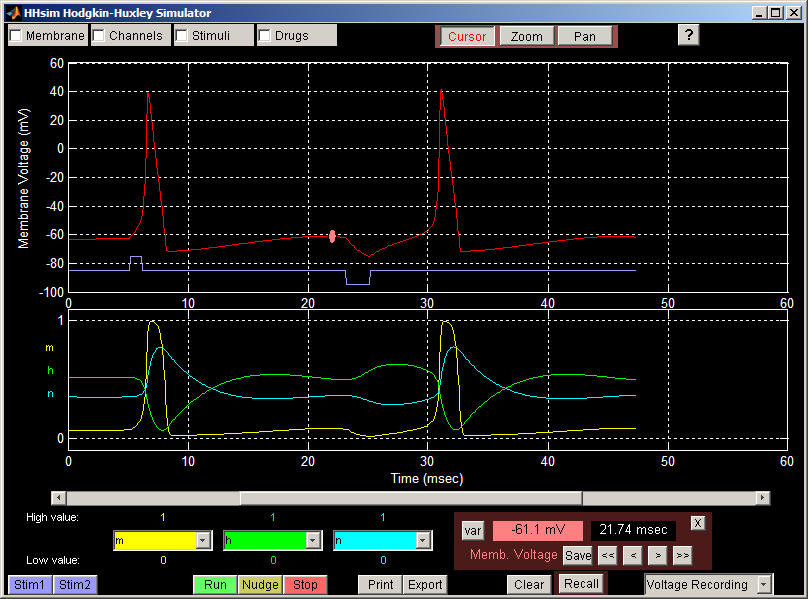 HHsim Hodgkin-Huxley Simulator
Membrane Channels Stimuli Drugs Cursor Zoom Pan ?
60
40
20
0
-20
-40
-60
-80
-100
Membrane Voltage (mV)
0 10 20 30 40 50 60
1
m
h
n
0
0 10 20 30 40 50 60
Time (msec)
High value: 1 1 1
m h n
Low value: 0 0 0
var -61.1 mV 21.74 msec X
Memb. Voltage Save << < > >>
Stim1 Stim2 Run Nudge Stop Print Export Clear Recall Voltage Recording